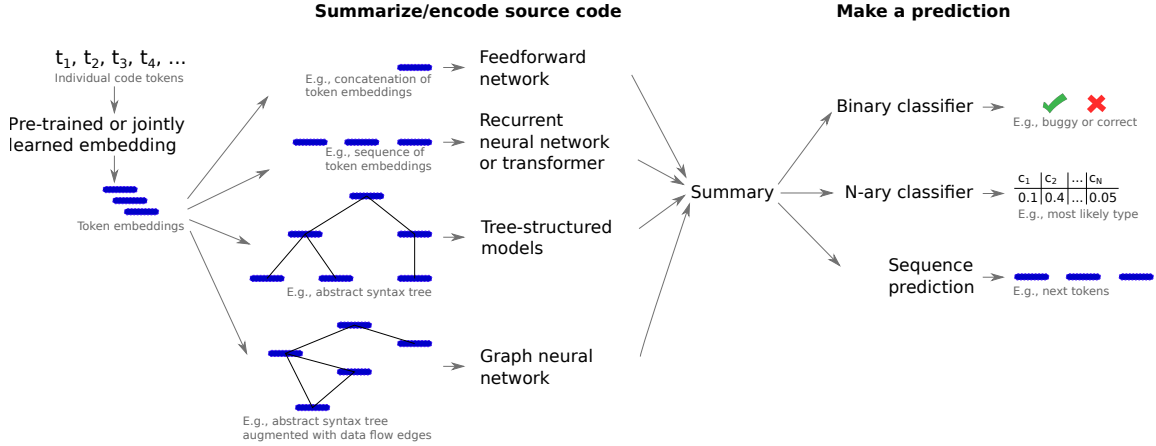 Summarize/encode source code
Make a prediction
t1, t2, t3, t4, ...
Individual code tokens
Pre-trained or jointly
learned embedding
Token embeddings
E.g., concatenation of
token embeddings
Feedforward
network
E.g., sequence of
token embeddings
Recurrent
neural network
or transformer
E.g., abstract syntax tree
Tree-structured
models
E.g., abstract syntax tree
augmented with data flow edges
Graph neural
network
Summary
Binary classifier
E.g., buggy or correct
N-ary classifier
c1 c2 ... cN
0.1 0.4 ... 0.05
E.g., most likely type
Sequence
prediction
E.g., next tokens